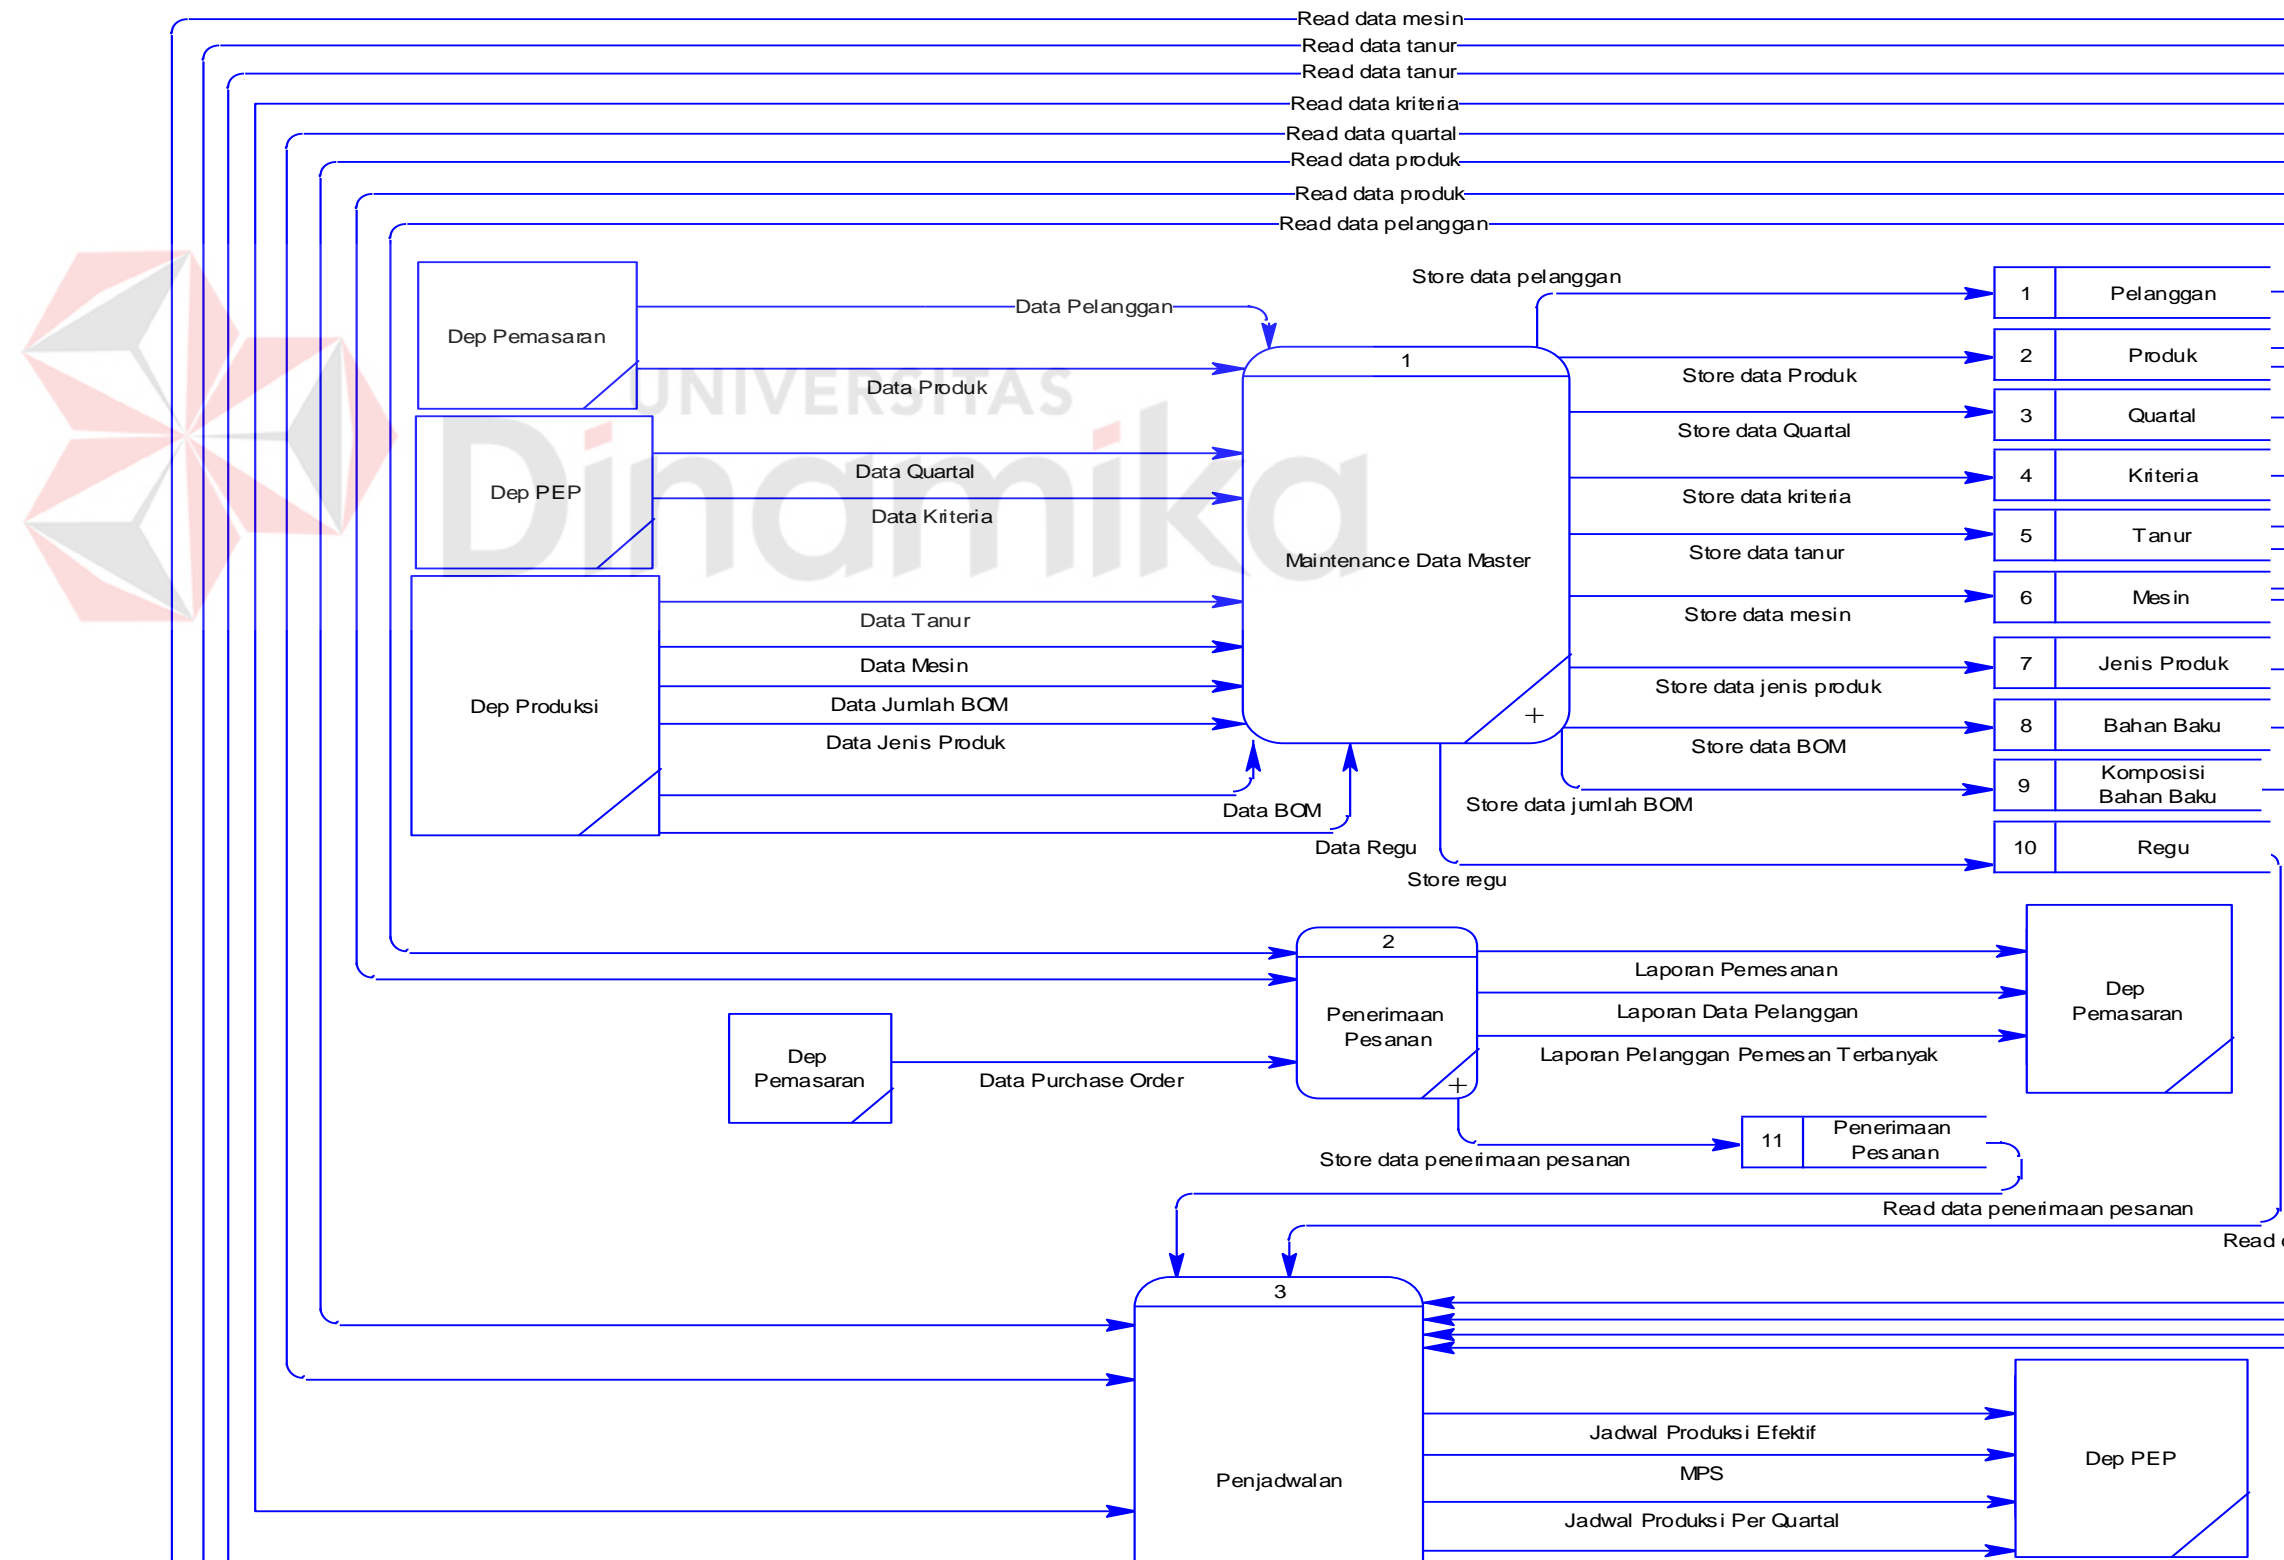 Read data mesin
Read data tanur
Read data tanur
Read data kriteria
Read data quartal
Read data produk
Read data produk
Read data pelanggan
Store data pelanggan
Data Pelanggan
1
Pelanggan
Dep Pemasaran
1
Store data Produk
2
Produk
Data Produk
UNIVERSITAS
Dinamika
Store data Quartal
3
Quartal
Dep PEP
Data Quartal
Data Kriteria
Store data kriteria
4
Kriteria
Maintenance Data Master
Store data tanur
5
Tanur
Data Tanur
Store data mesin
6
Mesin
Dep Produksi
Data Mesin
Data Jumlah BOM
Data Jenis Produk
Store data jenis produk
7
Jenis Produk
+
Store data BOM
8
Bahan Baku
Data BOM
Store data jumlah BOM
9
Komposisi
Bahan Baku
Data Regu
Store regu
10
Regu
2
Penerimaan
Pesanan
+
Laporan Pemesanan
Laporan Data Pelanggan
Laporan Pelanggan Pemesan Terbanyak
Dep
Pemasaran
Dep
Pemasaran
Data Purchase Order
Store data penerimaan pesanan
11
Penerimaan
Pesanan
Read data penerimaan pesanan
Read
3
Penjadwalan
Jadwal Produksi Efektif
MPS
Jadwal Produksi Per Quartal
Dep PEP